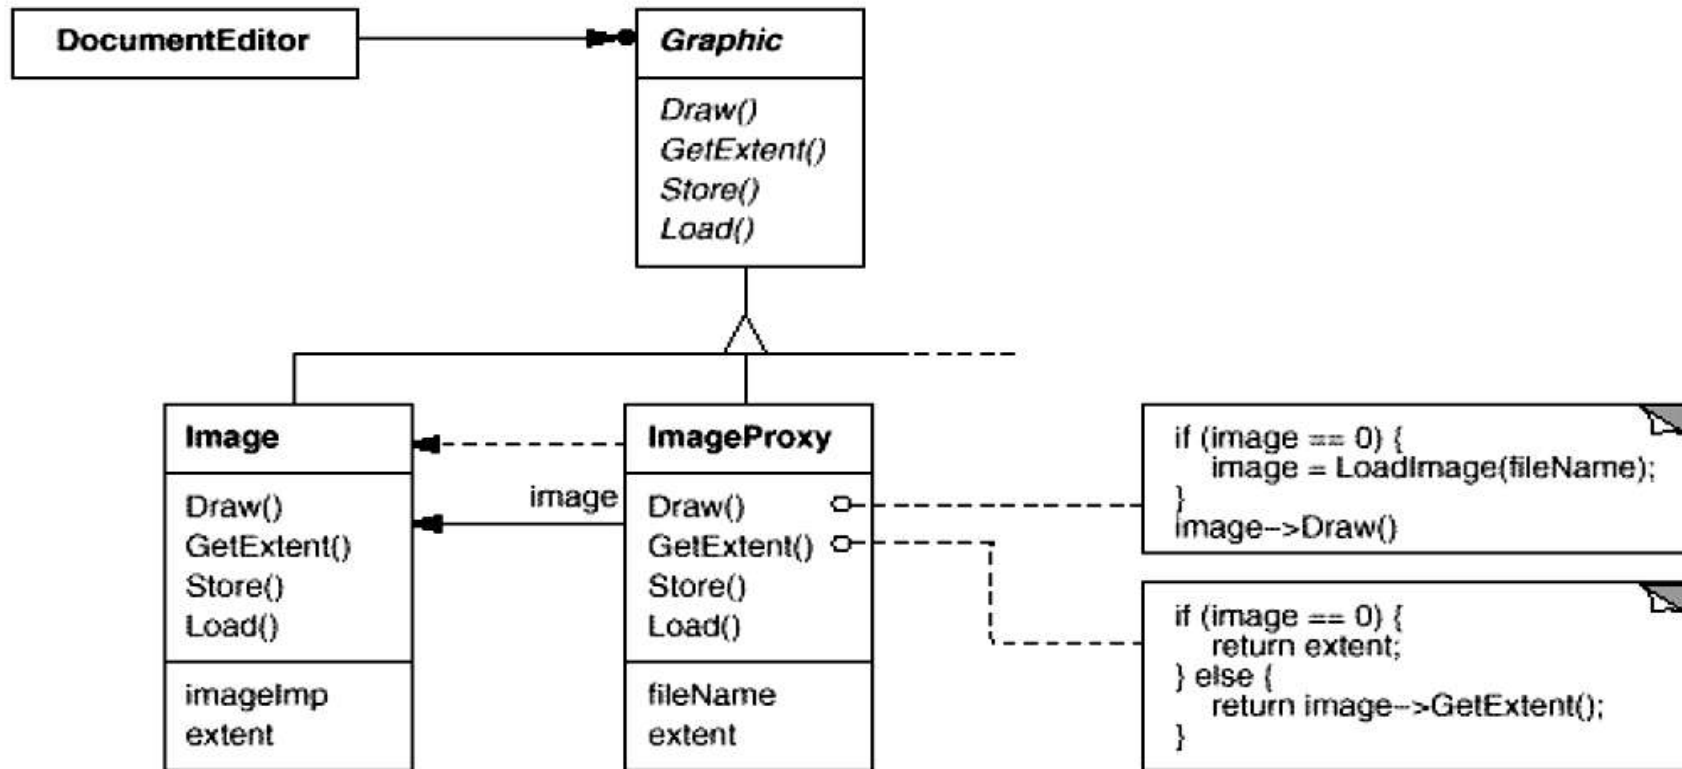 DocumentEditor
Graphic
Draw()
GetExtent()
Store()
Load()
Image
Draw()
GetExtent()
Store()
Load()
imageImp
extent
image
ImageProxy
Draw()
GetExtent()
Store()
Load()
fileName
extent
if (image == 0) {
image = LoadImage(fileName);
}
image->Draw()
if (image == 0) {
return extent;
} else {
return image->GetExtent();
}